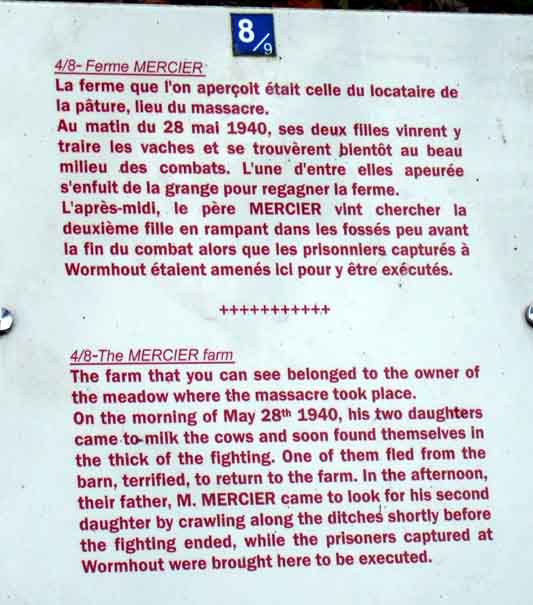 8/9
4/8- Ferme MERCIER
La ferme que l'on aperçoit était celle du locataire de
la pâture, lieu du massacre.
Au matin du 28 mai 1940, ses deux filles vinrent y
traire les vaches et se trouvèrent bientôt au beau
milieu des combats. L'une d'entre elles apeurée
s'enfuit de la grange pour regagner la ferme.
L'après-midi, le père MERCIER vint chercher la
deuxième fille en rampant dans les fossés peu avant
la fin du combat alors que les prisonniers capturés à
Wormhout étaient amenés ici pour y être exécutés.
+++++++++++
4/8-The MERCIER farm
The farm that you can see belonged to the owner of
the meadow where the massacre took place.
On the morning of May 28th 1940, his two daughters
came to milk the cows and soon found themselves in
the thick of the fighting. One of them fled from the
barn, terrified, to return to the farm. In the afternoon,
their father, M. MERCIER came to look for his second
daughter by crawling along the ditches shortly before
the fighting ended, while the prisoners captured at
Wormhout were brought here to be executed.